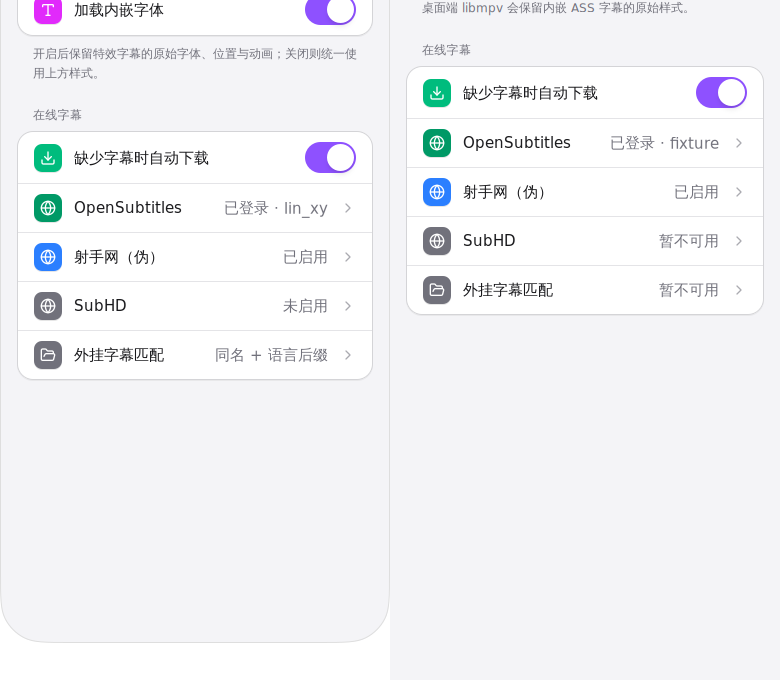 加载内嵌字体
开启后保留特效字幕的原始字体、位置与动画；关闭则统一使
用上方样式。
在线字幕
缺少字幕时自动下载
OpenSubtitles 已登录 · lin_xy
射手网（伪） 已启用
SubHD 未启用
外挂字幕匹配 同名 + 语言后缀
桌面端 libmpv 会保留内嵌 ASS 字幕的原始样式。
在线字幕
缺少字幕时自动下载
OpenSubtitles 已登录 · fixture
射手网（伪） 已启用
SubHD 暂不可用
外挂字幕匹配 暂不可用